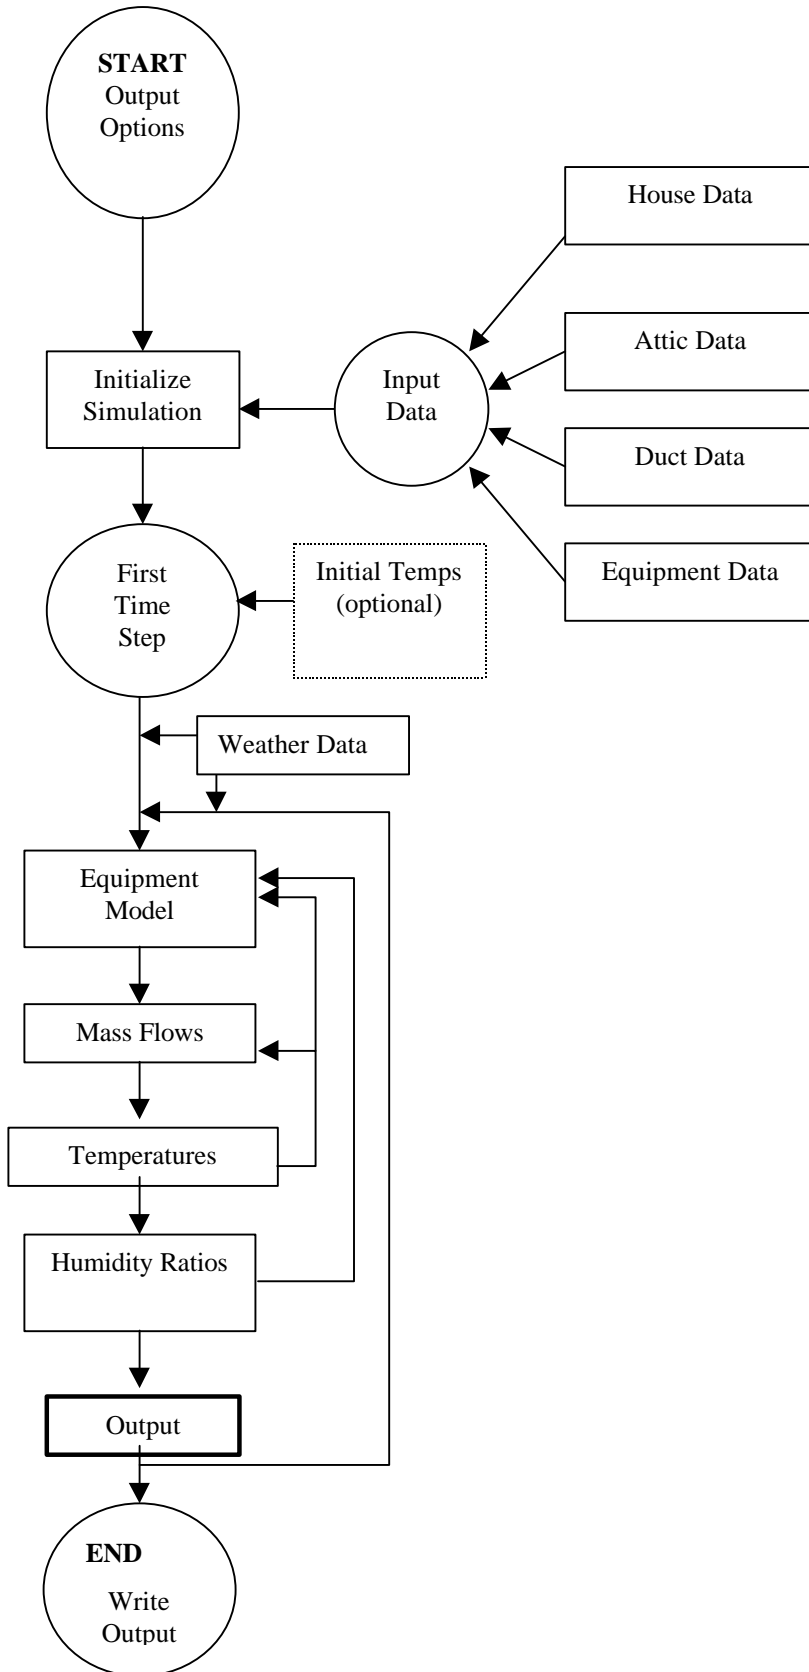 START
Output
Options
House Data
Attic Data
Initialize
Simulation
Input
Data
Duct Data
Equipment Data
First
Time
Step
Initial Temps
(optional)
Weather Data
Equipment
Model
Mass Flows
Temperatures
Humidity Ratios
Output
END
Write
Output